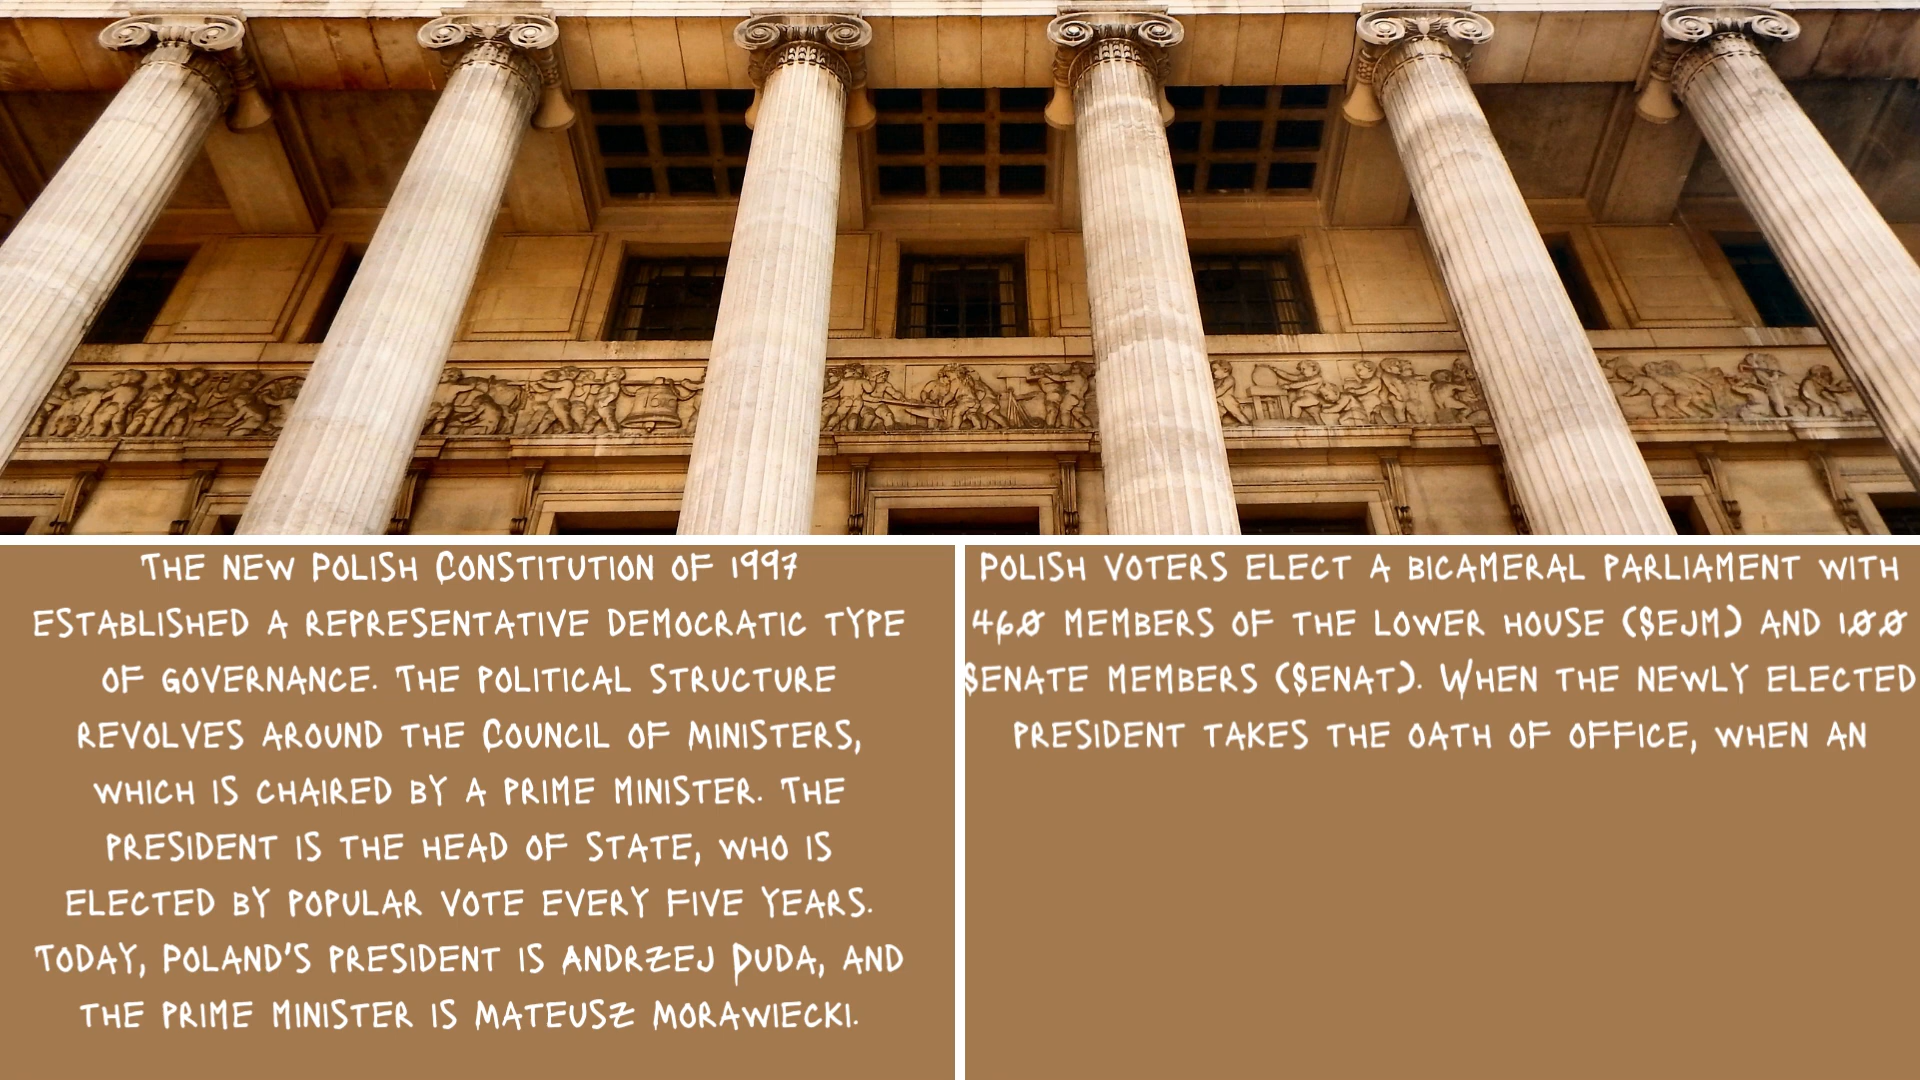 The new Polish Constitution of 1997
established a representative democratic type
of governance. The political structure
revolves around the Council of Ministers,
which is chaired by a prime minister. The
president is the head of state, who is
elected by popular vote every five years.
Today, Poland's president is Andrzej Duda, and
the prime minister is Mateusz Morawiecki.
Polish voters elect a bicameral parliament with
460 members of the lower house (Sejm) and 100
Senate members (Senat). When the newly elected
president takes the oath of office, when an